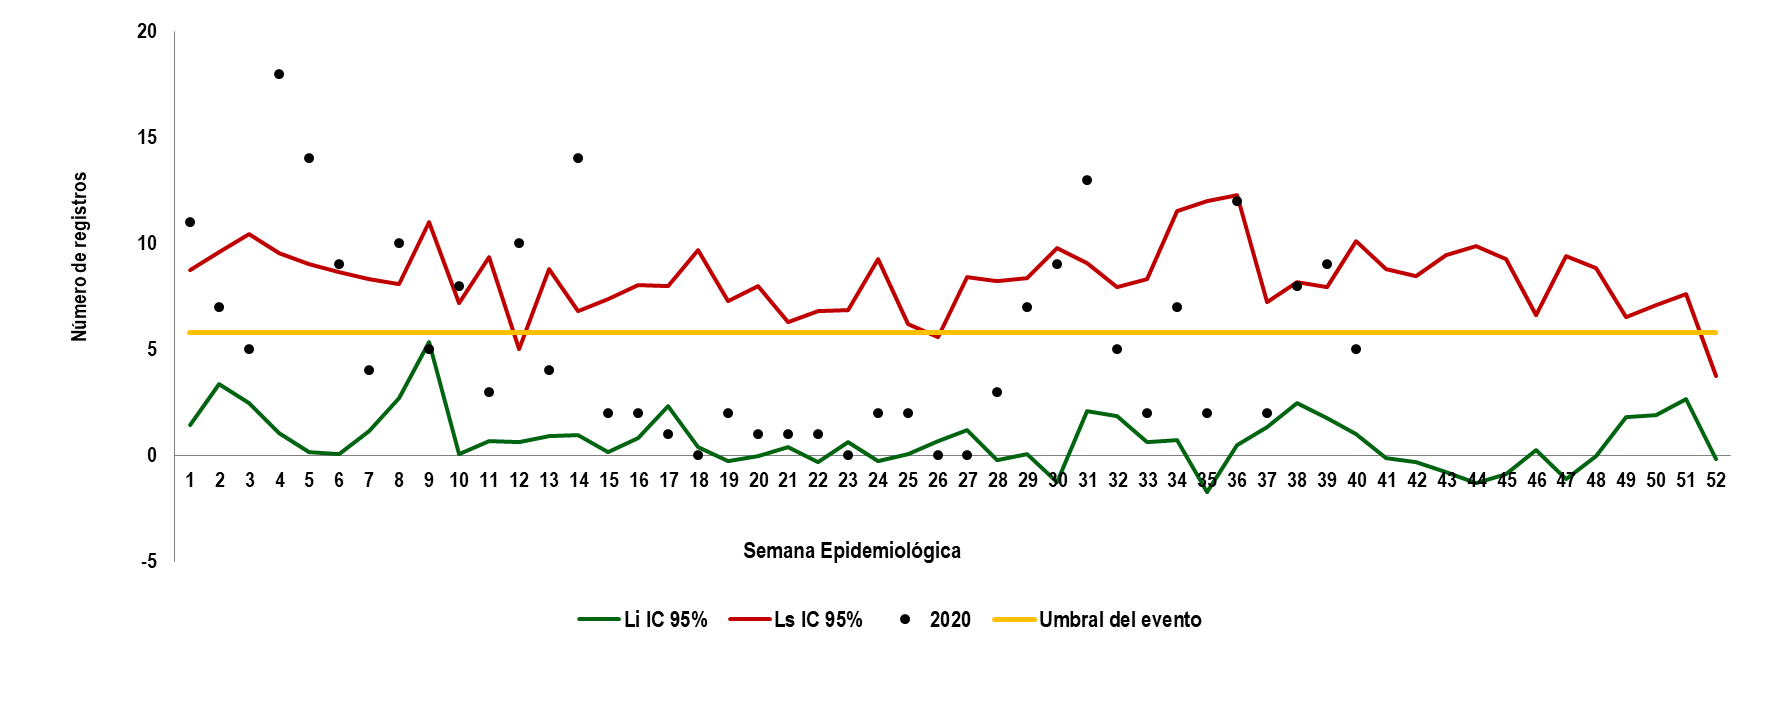 20
15
10
5
0
-5
Número de registros
1 2 3 4 5 6 7 8 9 10 11 12 13 14 15 16 17 18 19 20 21 22 23 24 25 26 27 28 29 30 31 32 33 34 35 36 37 38 39 40 41 42 43 44 45 46 47 48 49 50 51 52
Semana Epidemiológica
Li IC 95% Ls IC 95% 2020 Umbral del evento